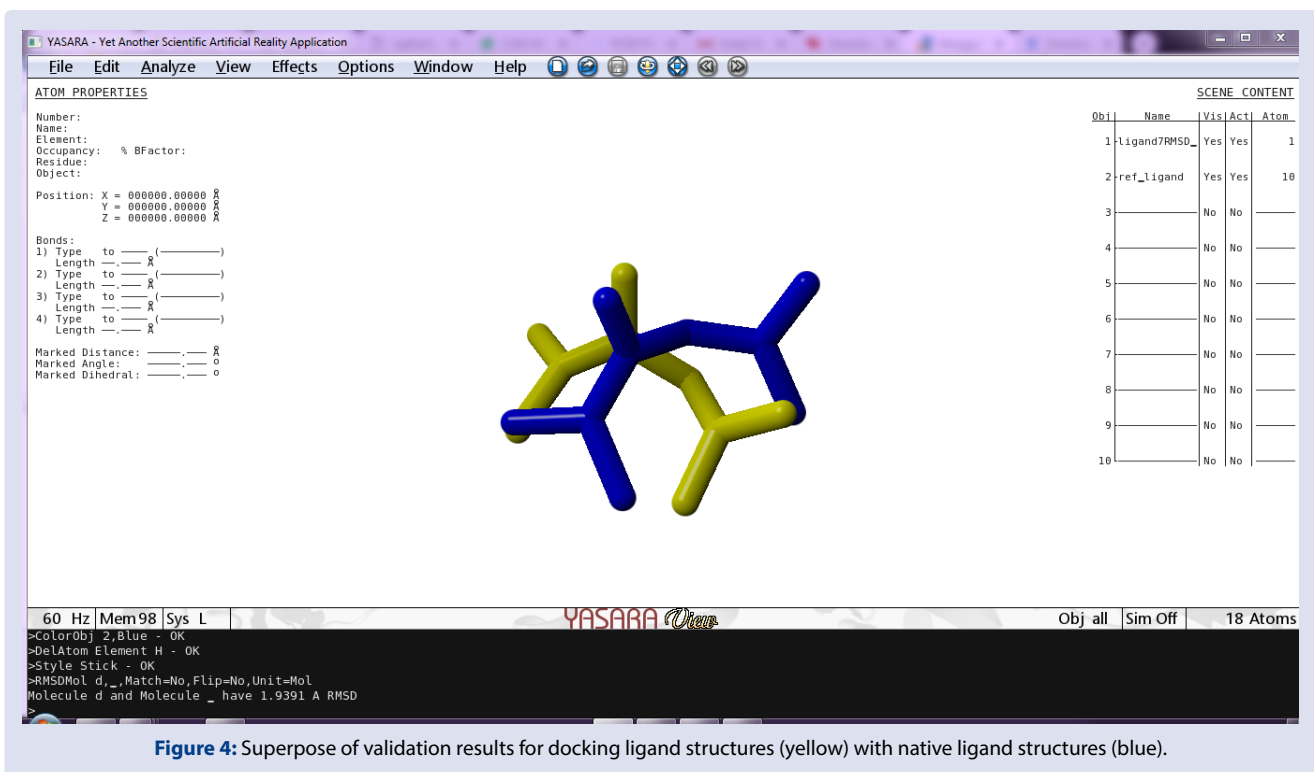 YASARA - Yet Another Scientific Artificial Reality Application
File Edit Analyze View Effects Options Window Help
ATOM PROPERTIES
Number:
Name:
Element:
Occupancy: % BFactor:
Residue:
Object:
Position: X = 000000.00000 Å
Y = 000000.00000 Å
Z = 000000.00000 Å
Bonds:
1) Type to ——— (—————————)
Length ——.——— Å
2) Type to ——— (—————————)
Length ——.——— Å
3) Type to ——— (—————————)
Length ——.——— Å
4) Type to ——— (—————————)
Length ——.——— Å
Marked Distance: —————.——— Å
Marked Angle: —————.——— o
Marked Dihedral: —————.——— o
SCENE CONTENT
Obj Name Vis Act Atom
1 ligand7RMSD_ Yes Yes 1
2 ref_ligand Yes Yes 10
3 No No
4 No No
5 No No
6 No No
7 No No
8 No No
9 No No
10 No No
60 Hz Mem98 Sys L YASARA View Obj all Sim Off 18 Atoms
>ColorObj 2,Blue - OK
>DelAtom Element H - OK
>Style Stick - OK
>RMSDMol d,_,Match=No,Flip=No,Unit=Mol
Molecule d and Molecule _ have 1.9391 A RMSD
>
Figure 4: Superpose of validation results for docking ligand structures (yellow) with native ligand structures (blue).